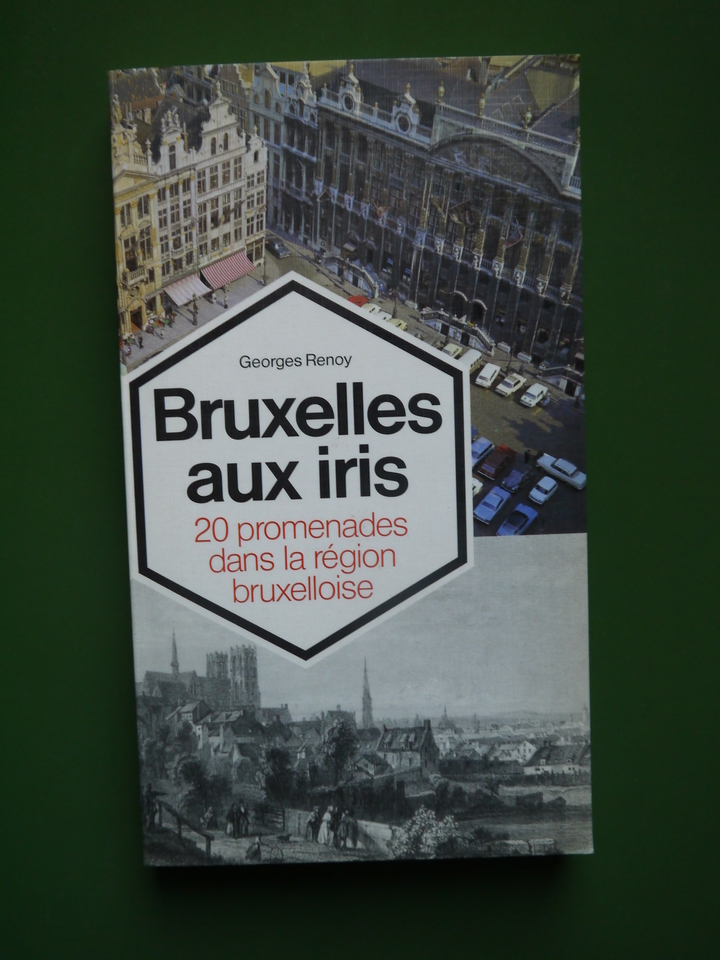 Georges Renoy
Bruxelles
aux iris
20 promenades
dans la région
bruxelloise